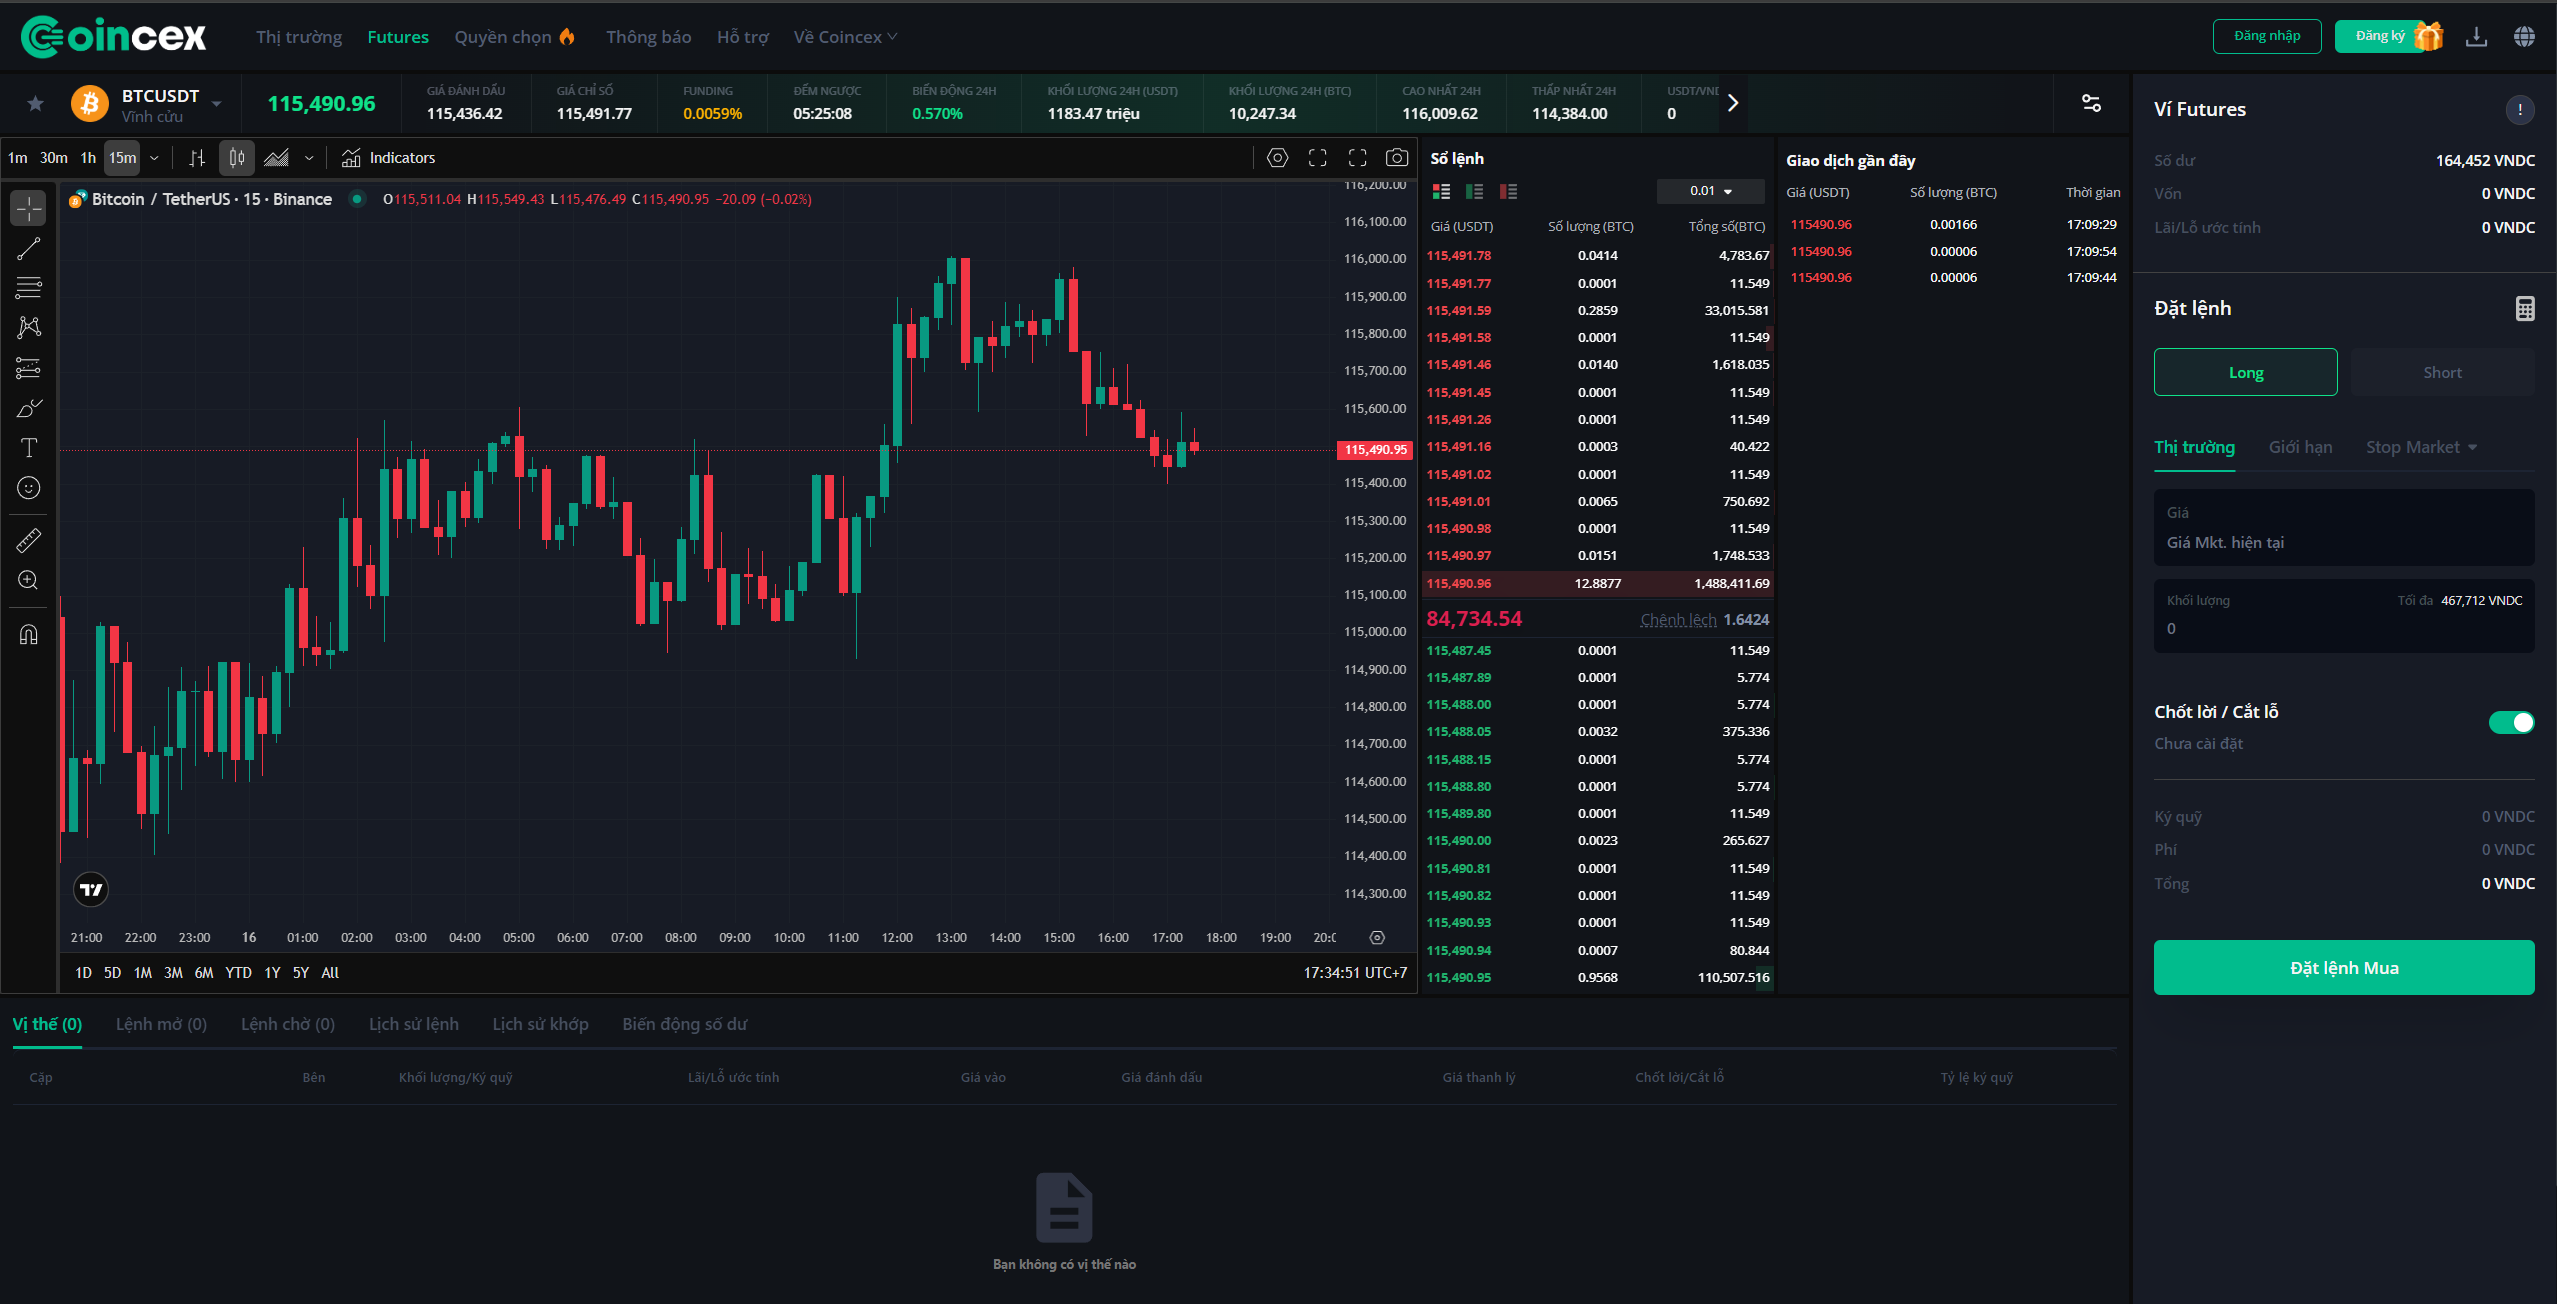 Coincex
Thị trường Futures Quyền chọn Thông báo Hỗ trợ Về Coincex Đăng nhập Đăng ký
BTCUSDT
Vĩnh cửu
115,490.96
GIÁ ĐÁNH DẤU
115,436.42
GIÁ CHỈ SỐ
115,491.77
FUNDING
0.0059%
ĐẾM NGƯỢC
05:25:08
BIẾN ĐỘNG 24H
0.570%
KHỐI LƯỢNG 24H (USDT)
1183.47 triệu
KHỐI LƯỢNG 24H (BTC)
10,247.34
CAO NHẤT 24H
116,009.62
THẤP NHẤT 24H
114,384.00
USDT/VND
0
1m 30m 1h 15m Indicators
Bitcoin / TetherUS · 15 · Binance O115,511.04 H115,549.43 L115,476.49 C115,490.95 −20.09 (−0.02%)
116,200.00
116,100.00
116,000.00
115,900.00
115,800.00
115,700.00
115,600.00
115,490.95
115,400.00
115,300.00
115,200.00
115,100.00
115,000.00
114,900.00
114,800.00
114,700.00
114,600.00
114,500.00
114,400.00
114,300.00
21:00 22:00 23:00 16 01:00 02:00 03:00 04:00 05:00 06:00 07:00 08:00 09:00 10:00 11:00 12:00 13:00 14:00 15:00 16:00 17:00 18:00 19:00
1D 5D 1M 3M 6M YTD 1Y 5Y All 17:34:51 UTC+7
Sổ lệnh
0.01
Giá (USDT) Số lượng (BTC) Tổng số(BTC)
115,491.78 0.0414 4,783.67
115,491.77 0.0001 11.549
115,491.59 0.2859 33,015.581
115,491.58 0.0001 11.549
115,491.46 0.0140 1,618.035
115,491.45 0.0001 11.549
115,491.26 0.0001 11.549
115,491.16 0.0003 40.422
115,491.02 0.0001 11.549
115,491.01 0.0065 750.692
115,490.98 0.0001 11.549
115,490.97 0.0151 1,748.533
115,490.96 12.8877 1,488,411.69
84,734.54 Chênh lệch 1.6424
115,487.45 0.0001 11.549
115,487.89 0.0001 5.774
115,488.00 0.0001 5.774
115,488.05 0.0032 375.336
115,488.15 0.0001 5.774
115,488.80 0.0001 5.774
115,489.80 0.0001 11.549
115,490.00 0.0023 265.627
115,490.81 0.0001 11.549
115,490.82 0.0001 11.549
115,490.93 0.0001 11.549
115,490.94 0.0007 80.844
115,490.95 0.9568 110,507.516
Giao dịch gần đây
Giá (USDT) Số lượng (BTC) Thời gian
115490.96 0.00166 17:09:29
115490.96 0.00006 17:09:54
115490.96 0.00006 17:09:44
Ví Futures
Số dư 164,452 VNDC
Vốn 0 VNDC
Lãi/Lỗ ước tính 0 VNDC
Đặt lệnh
Long Short
Thị trường Giới hạn Stop Market
Giá
Giá Mkt. hiện tại
Khối lượng Tối đa 467,712 VNDC
0
Chốt lời / Cắt lỗ
Chưa cài đặt
Ký quỹ 0 VNDC
Phí 0 VNDC
Tổng 0 VNDC
Đặt lệnh Mua
Vị thế (0) Lệnh mở (0) Lệnh chờ (0) Lịch sử lệnh Lịch sử khớp Biến động số dư
Cặp Bên Khối lượng/Ký quỹ Lãi/Lỗ ước tính Giá vào Giá đánh dấu Giá thanh lý Chốt lời/Cắt lỗ Tỷ lệ ký quỹ
Bạn không có vị thế nào